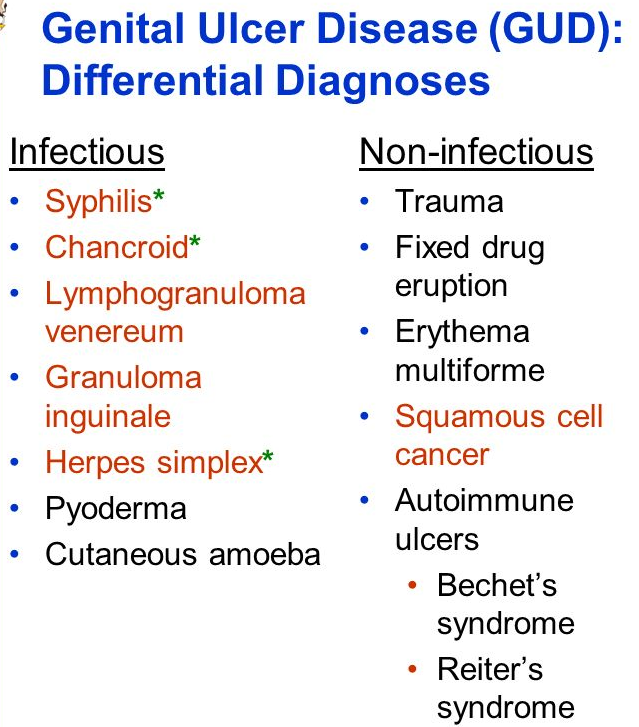 Genital Ulcer Disease (GUD):
Differential Diagnoses
Infectious
• Syphilis*
• Chancroid*
• Lymphogranuloma
venereum
• Granuloma
inguinale
• Herpes simplex*
• Pyoderma
• Cutaneous amoeba
Non-infectious
• Trauma
• Fixed drug
eruption
• Erythema
multiforme
• Squamous cell
cancer
• Autoimmune
ulcers
• Bechet’s
syndrome
• Reiter’s
syndrome